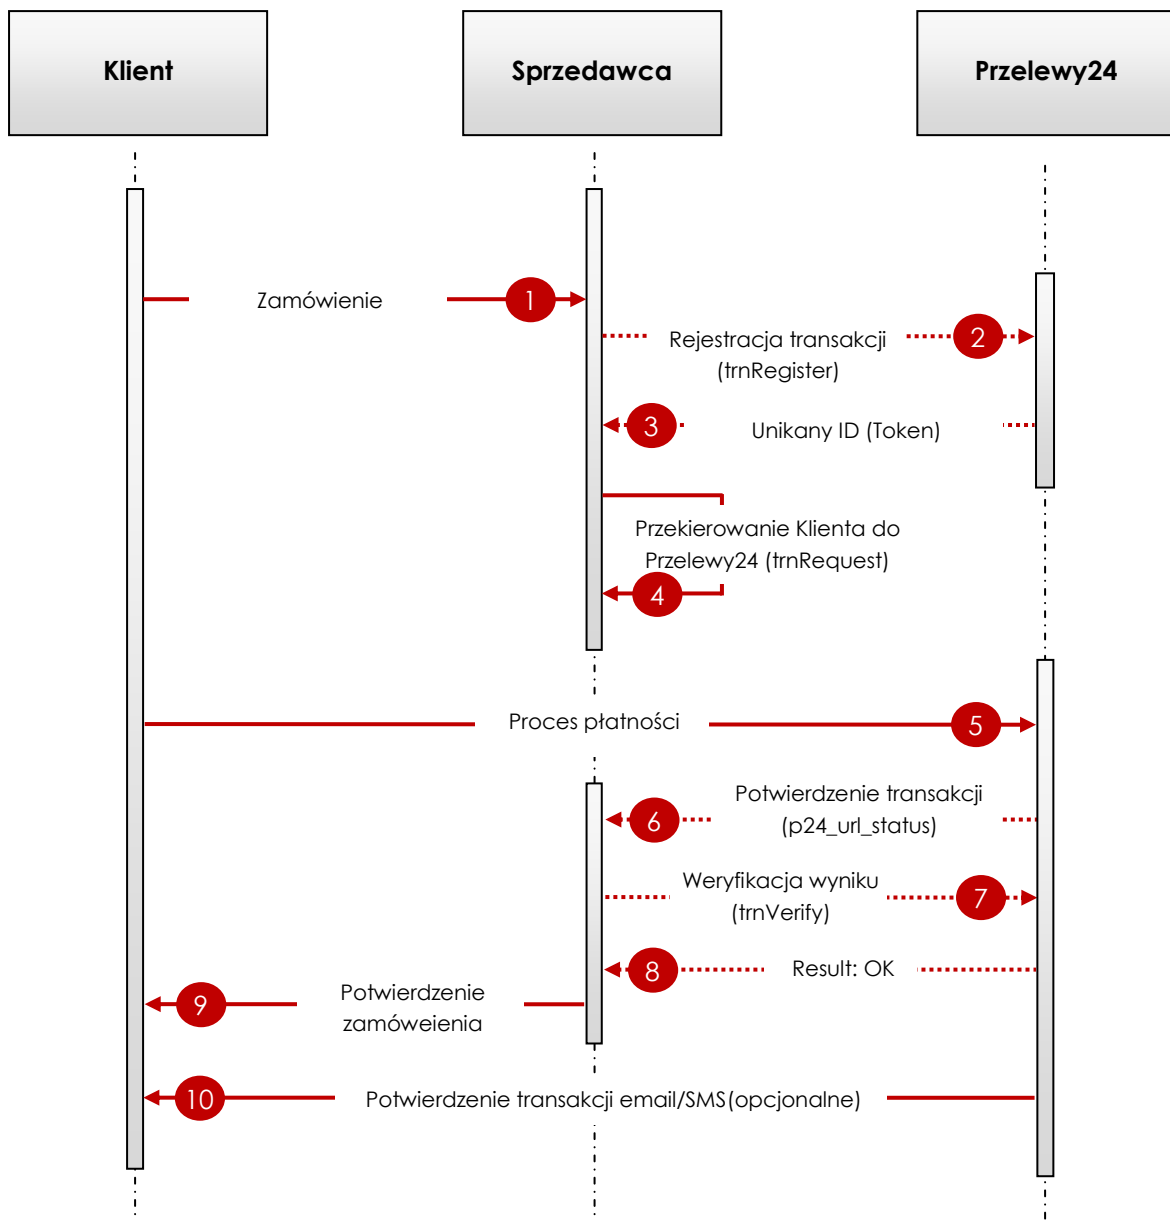 Klient
Sprzedawca
Przelewy24
Zamówienie
1
Rejestracja transakcji
(trnRegister)
2
3
Unikany ID (Token)
Przekierowanie Klienta do
Przelewy24 (trnRequest)
4
Proces płatności
5
Potwierdzenie transakcji
(p24_url_status)
6
Weryfikacja wyniku
(trnVerify)
7
8
Result: OK
9
Potwierdzenie
zamóweienia
10
Potwierdzenie transakcji email/SMS(opcjonalne)